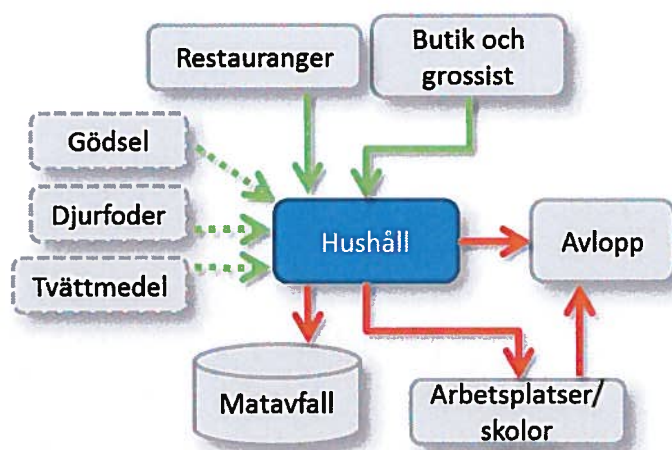 Restauranger
Butik och
grossist
Gödsel
Djurfoder
Tvättmedel
Hushåll
Avlopp
Matavfall
Arbetsplatser/
skolor